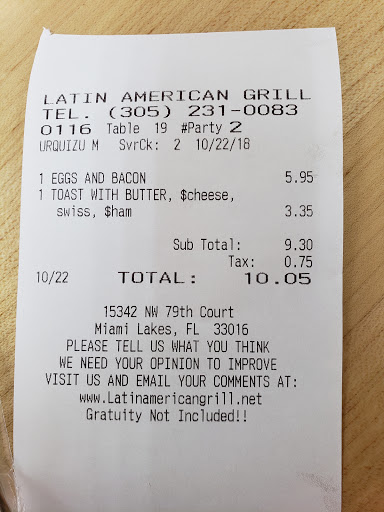 LATIN AMERICAN GRILL
TEL. (305) 231-0083
0116 Table 19 #Party 2
URQUIZU M SvrCk: 2 10/22/18
1 EGGS AND BACON 5.95
1 TOAST WITH BUTTER, $cheese,
swiss, $ham 3.35
Sub Total: 9.30
Tax: 0.75
10/22 TOTAL: 10.05
15342 NW 79th Court
Miami Lakes, FL 33016
PLEASE TELL US WHAT YOU THINK
WE NEED YOUR OPINION TO IMPROVE
VISIT US AND EMAIL YOUR COMMENTS AT:
www.Latinamericangrill.net
Gratuity Not Included!!